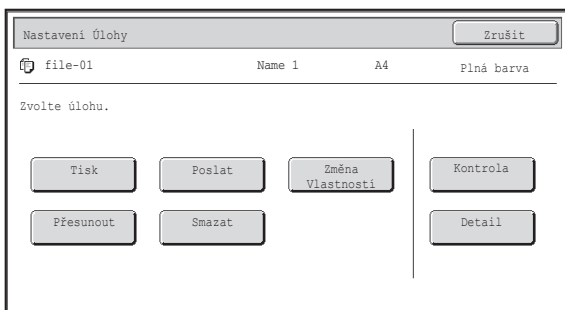 Nastavení Úlohy Zrušit
file-01 Name 1 A4 Plná barva
Zvolte úlohu.
Tisk Poslat Změna Vlastností Kontrola
Přesunout Smazat Detail